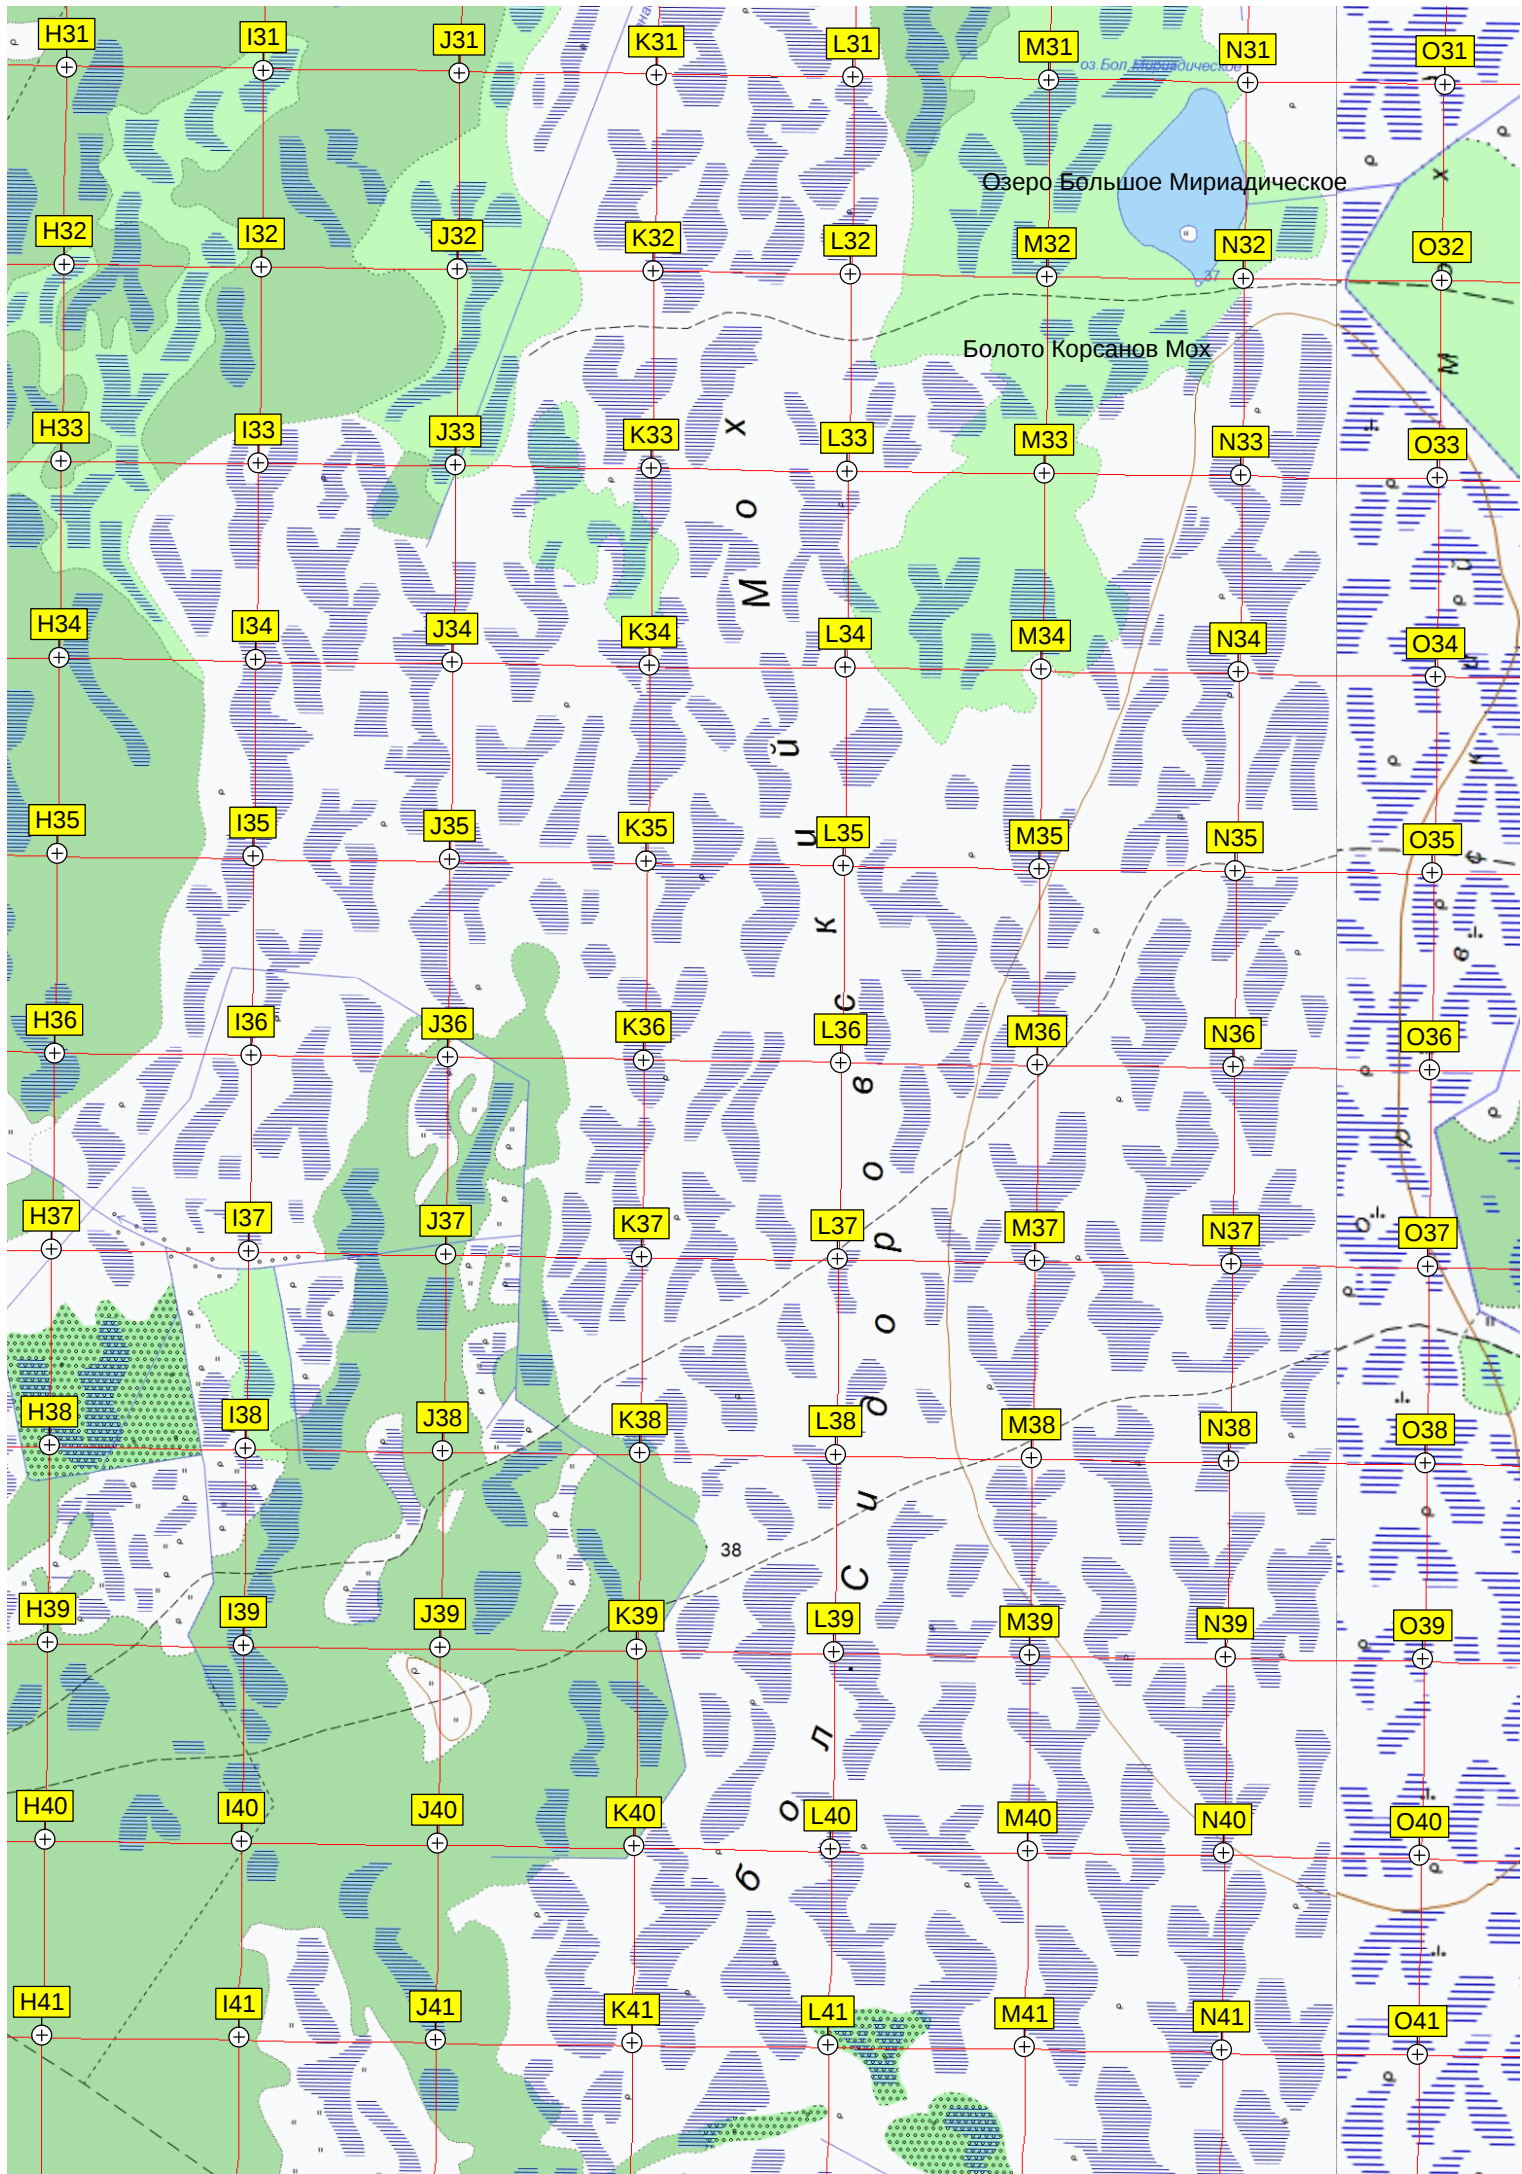 H31 I31 J31 K31 L31 M31 N31 O31
оз.Бол.Мириадическое
Озеро Большое Мириадическое
H32 I32 J32 K32 L32 M32 N32 O32
37
Болото Корсанов Мох
H33 I33 J33 K33 L33 M33 N33 O33
H34 I34 J34 K34 L34 M34 N34 O34
H35 I35 J35 K35 L35 M35 N35 O35
H36 I36 J36 K36 L36 M36 N36 O36
H37 I37 J37 K37 L37 M37 N37 O37
H38 I38 J38 K38 L38 M38 N38 O38
38
H39 I39 J39 K39 L39 M39 N39 O39
H40 I40 J40 K40 L40 M40 N40 O40
H41 I41 J41 K41 L41 M41 N41 O41
бол. Сидоровский Мох